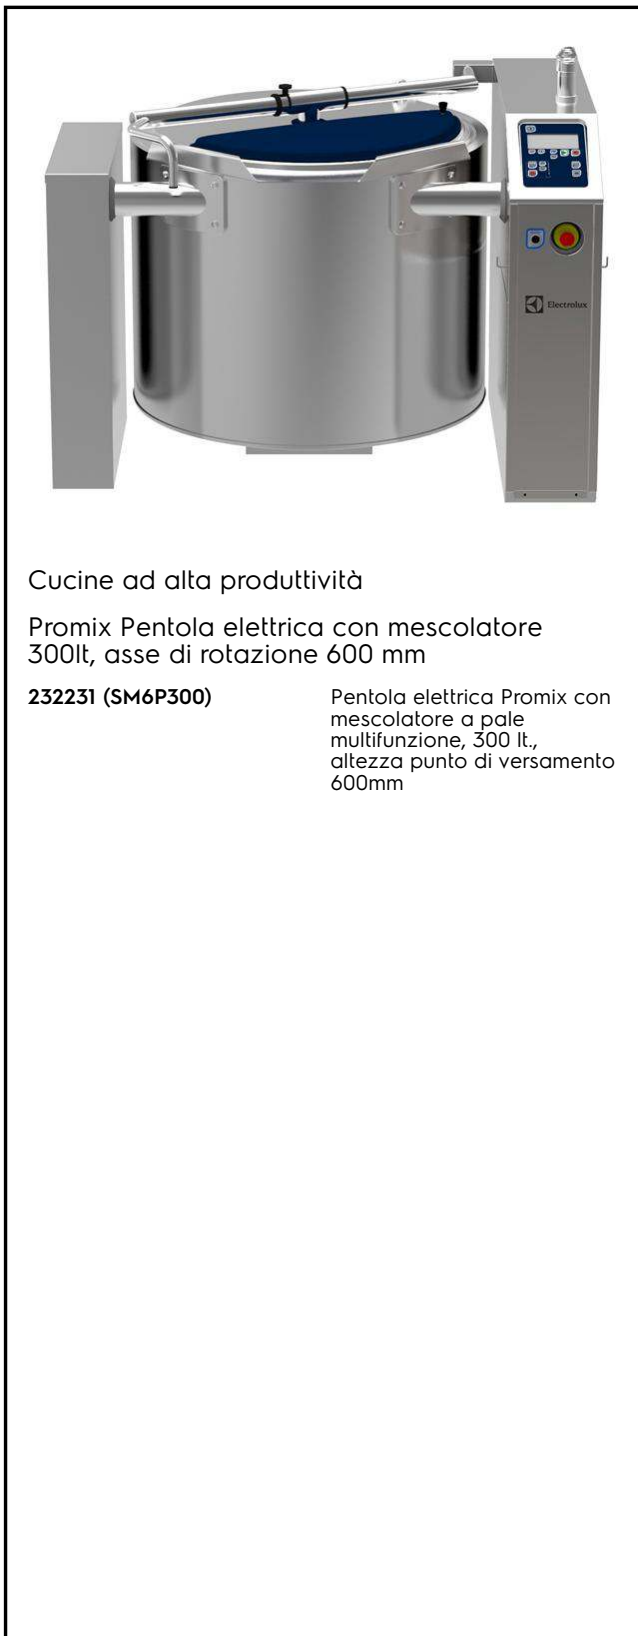 Electrolux
Cucine ad alta produttività
Promix Pentola elettrica con mescolatore
300lt, asse di rotazione 600 mm
232231 (SM6P300)
Pentola elettrica Promix con
mescolatore a pale
multifunzione, 300 lt.,
altezza punto di versamento
600mm